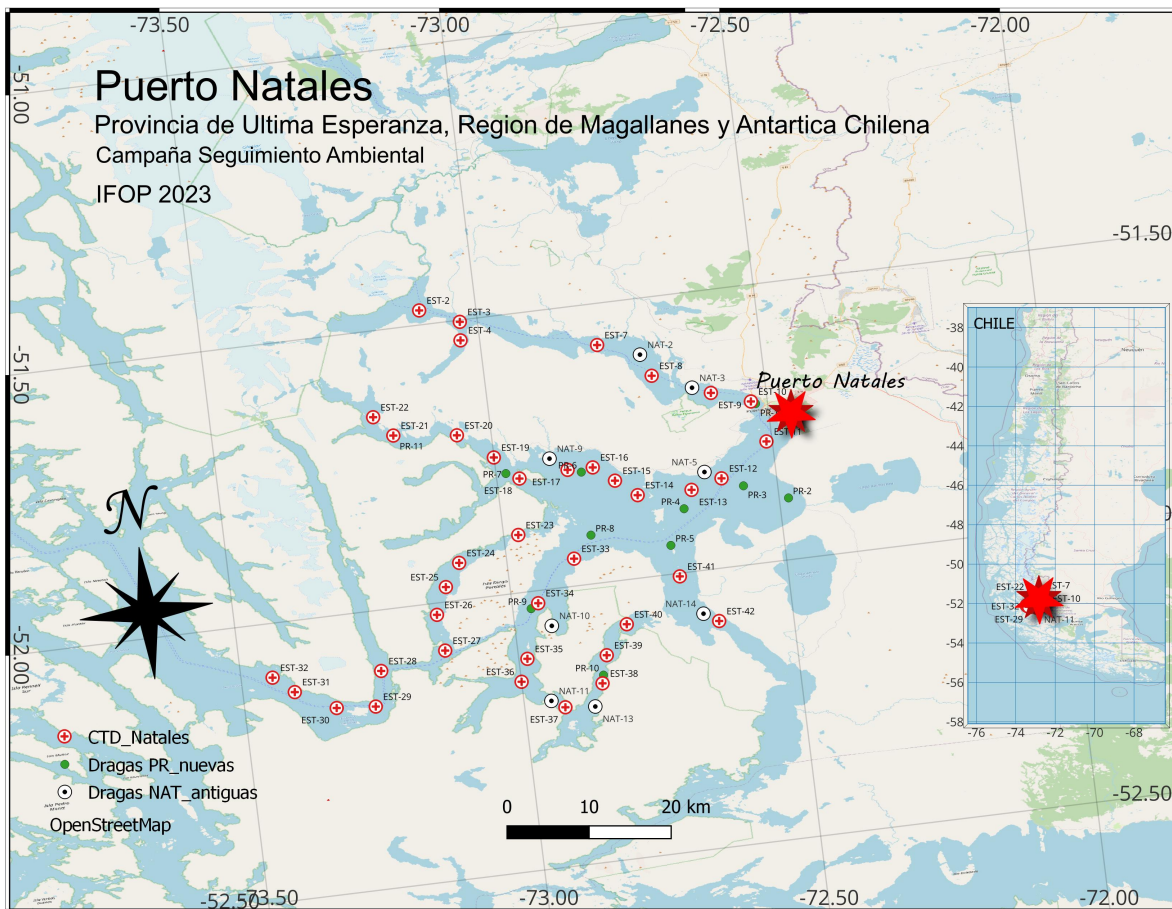 -73.50
-73.00
-72.50
-72.00
-51.00
Puerto Natales
Provincia de Ultima Esperanza, Region de Magallanes y Antartica Chilena
Campaña Seguimiento Ambiental
IFOP 2023
-51.50
EST-2
EST-3
EST-4
EST-7
NAT-2
EST-8
NAT-3
EST-10
EST-9
PR-
Puerto Natales
-51.50
EST-22
EST-21
PR-11
EST-20
EST-19
NAT-9
PR-6
EST-16
PR-7
EST-17
EST-18
EST-15
EST-14
NAT-5
EST-12
PR-4
EST-13
PR-3
PR-2
N
EST-23
PR-8
PR-5
EST-24
EST-33
EST-25
EST-41
EST-26
PR-9
EST-34
NAT-10
EST-40
NAT-14
EST-42
-52.00
EST-27
EST-35
EST-39
EST-28
EST-36
PR-10
EST-38
EST-32
EST-31
EST-30
EST-29
NAT-11
EST-37
NAT-13
CHILE
-38
-40
-42
-44
-46
-48
-50
-52
-54
-56
-58
EST-22
ST-7
ST-10
EST-29
NAT-11
-76
-74
-72
-70
-68
CTD_Natales
Dragas PR_nuevas
Dragas NAT_antiguas
OpenStreetMap
0 10 20 km
-52.50
-52.50
-73.50
-73.00
-72.50
-72.00